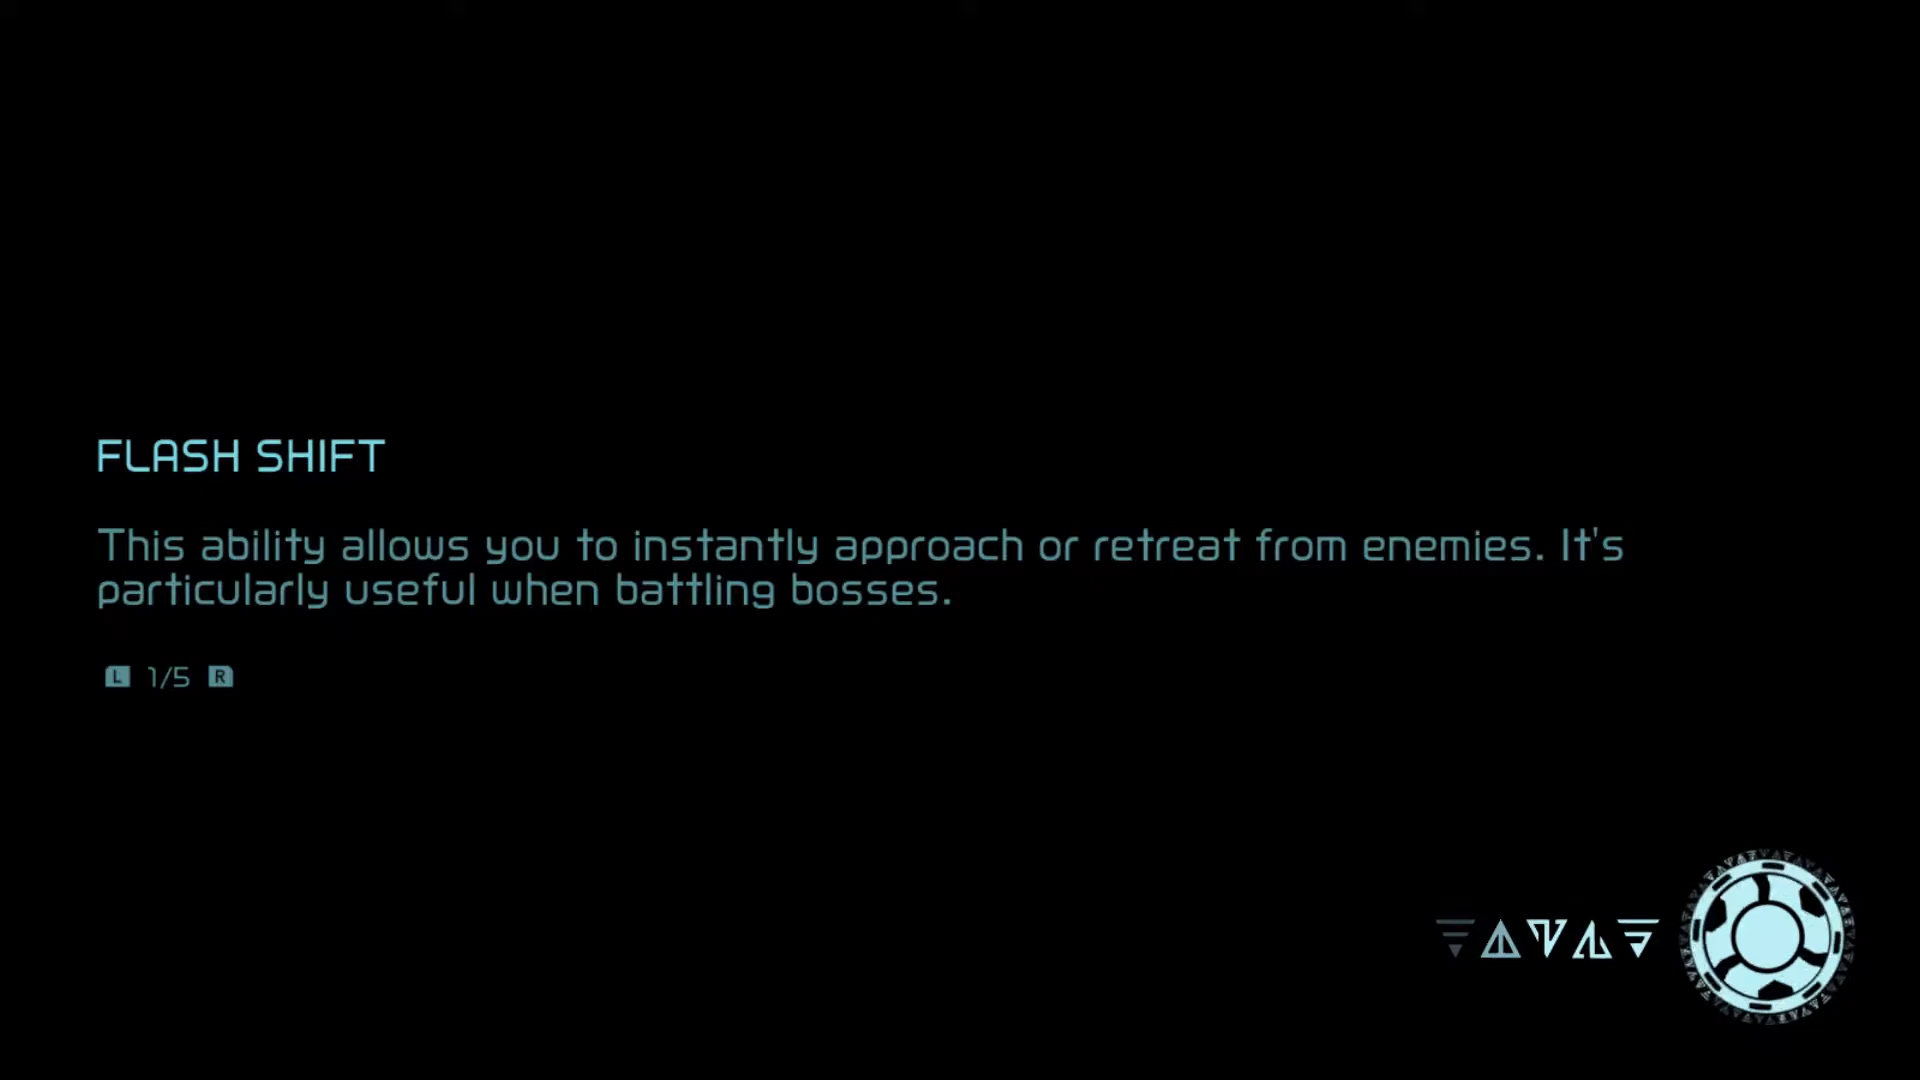 FLASH SHIFT
This ability allows you to instantly approach or retreat from enemies. It's
particularly useful when battling bosses.
L 1/5 R